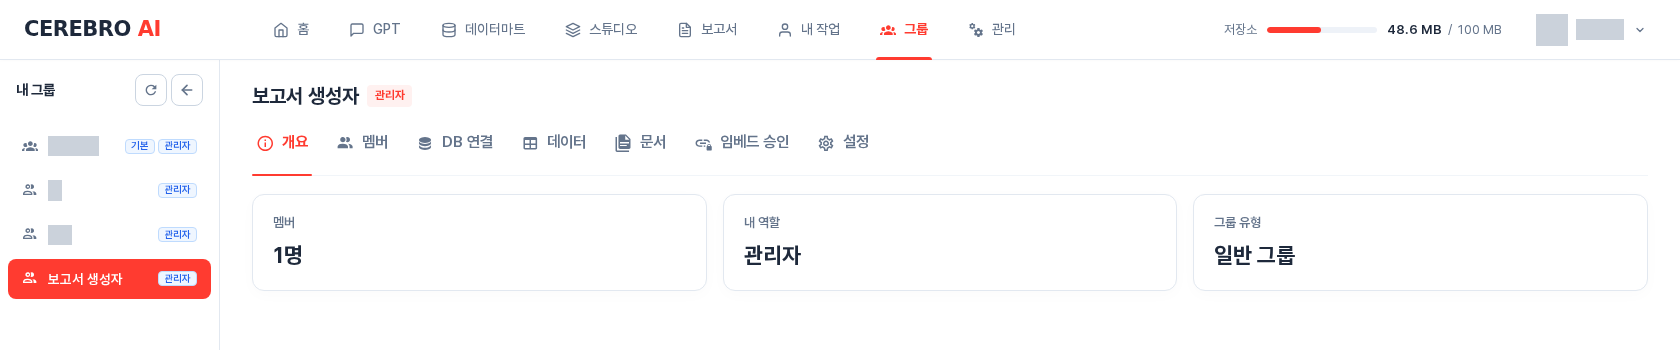 CEREBRO AI
홈
GPT
데이터마트
스튜디오
보고서
내 작업
그룹
관리
저장소
48.6 MB / 100 MB
내 그룹
기본
관리자
관리자
관리자
보고서 생성자
관리자
보고서 생성자
관리자
개요
멤버
DB 연결
데이터
문서
임베드 승인
설정
멤버
1명
내 역할
관리자
그룹 유형
일반 그룹